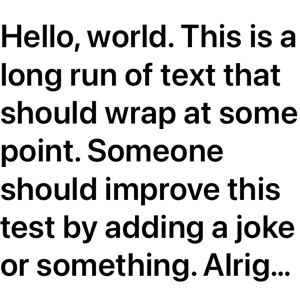 Hello, world. This is a
long run of text that
should wrap at some
point. Someone
should improve this
test by adding a joke
or something. Alrig…